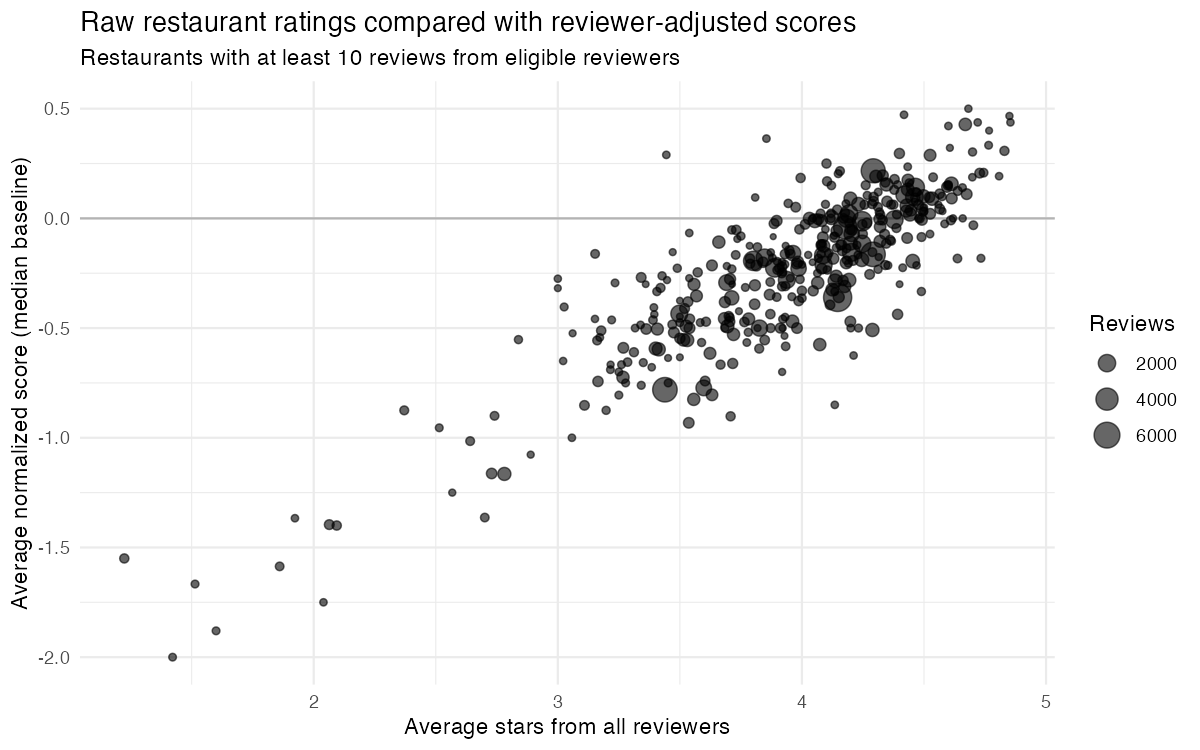 Raw restaurant ratings compared with reviewer-adjusted scores
Restaurants with at least 10 reviews from eligible reviewers
Average normalized score (median baseline)
0.5
0.0
-0.5
-1.0
-1.5
-2.0
2
3
4
5
Average stars from all reviewers
Reviews
2000
4000
6000